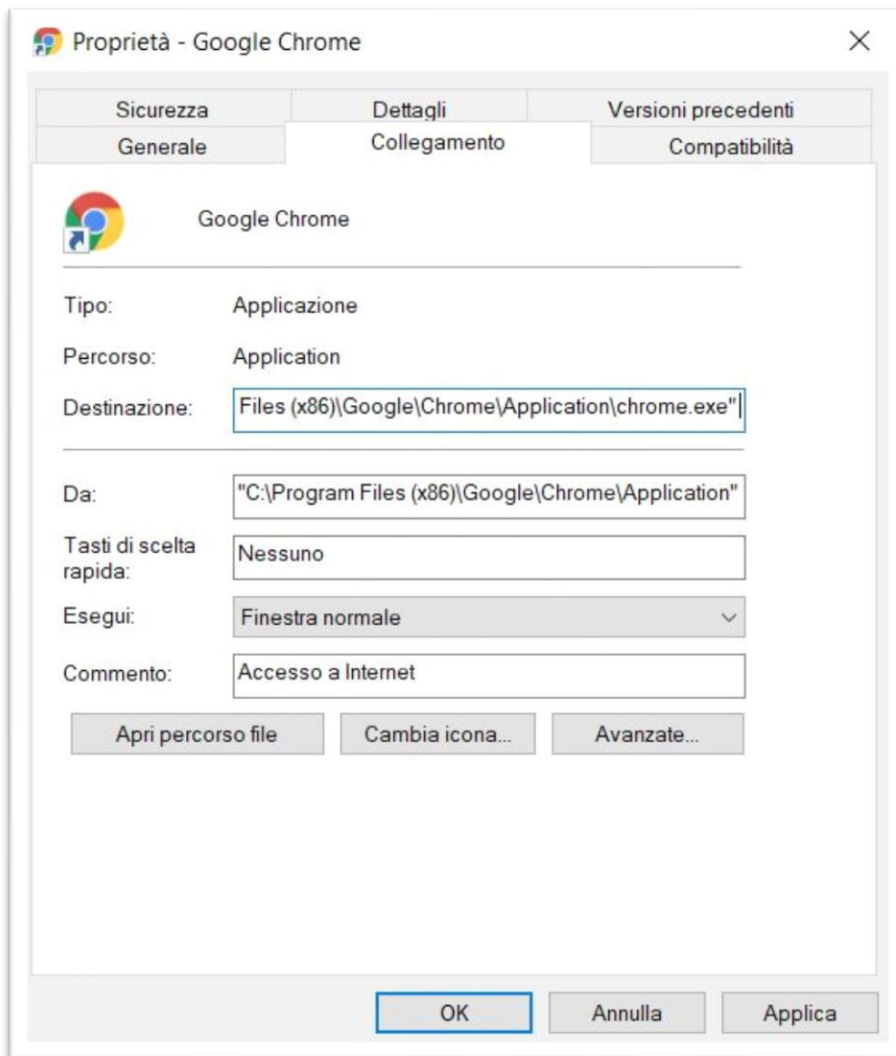 Proprietà - Google Chrome
Sicurezza Dettagli Versioni precedenti
Generale Collegamento Compatibilità
Google Chrome
Tipo: Applicazione
Percorso: Application
Destinazione: Files (x86)\Google\Chrome\Application\chrome.exe"
Da: "C:\Program Files (x86)\Google\Chrome\Application"
Tasti di scelta
rapida: Nessuno
Esegui: Finestra normale
Commento: Accesso a Internet
Apri percorso file Cambia icona... Avanzate...
OK Annulla Applica